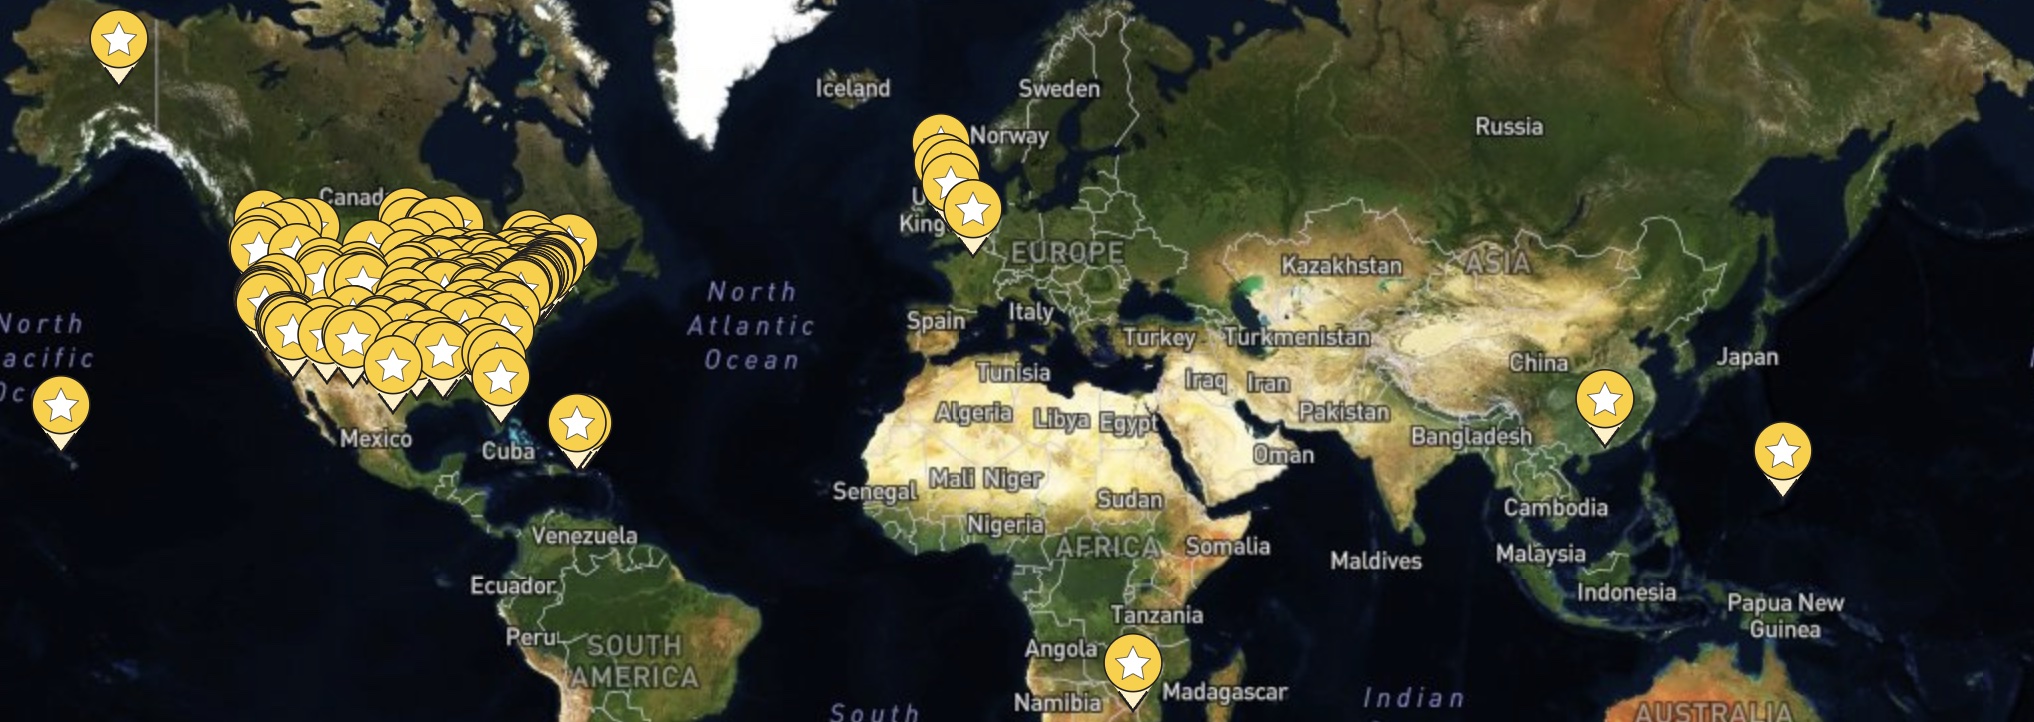 Iceland
Sweden
Norway
Russia
Canad
U
King
EUROPE
Kazakhstan
ASIA
North
Atlantic
Ocean
North
acific
Oc
Spain
Italy
Turkey
Turkmenistan
China
Japan
Tunisia
Iraq
Iran
Algeria
Libya
Egypt
Pakistan
Mexico
Cuba
Bangladesh
Oman
Mali
Niger
Senegal
Sudan
Cambodia
Nigeria
Venezuela
AFRICA
Somalia
Maldives
Malaysia
Ecuador
Indonesia
Papua New
Guinea
Tanzania
Peru
SOUTH
AMERICA
Angola
Namibia
Madagascar
Indian
South
AUSTRALIA